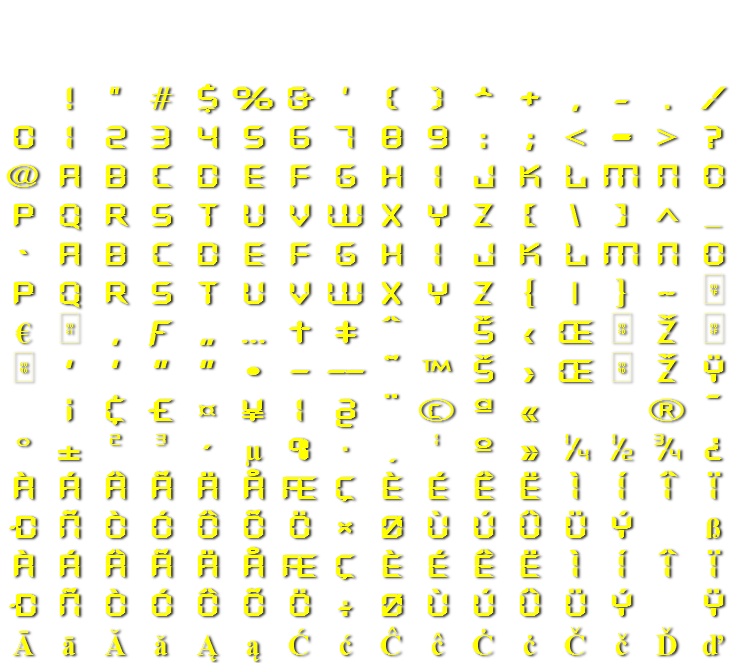 ! " # $ % & ' ( ) ^ + , - . /
0 1 2 3 4 5 6 7 8 9 : ; < = > ?
@ A B C D E F G H I J K L M N O
P Q R S T U V W X Y Z [ \ ] ^ _
` A B C D E F G H I J K L M N O
P Q R S T U V W X Y Z { | } ~
€ , F „ … † ‡ ˆ Š ‹ Œ Ž
' ' " " • – — ˜ ™ Š › Œ Ž Ÿ
¡ Ç £ ¤ ¥ | ¨ © ª « ® ¯
° ± ² ³ ´ µ ¶ · ¸ ¹ º » ¼ ½ ¾ ¿
À Á Â Ã Ä Å Æ Ç È É Ê Ë Ì Í Î Ï
Ð Ñ Ò Ó Ô Õ Ö × Ø Ù Ú Û Ü Ý ß
À Á Â Ã Ä Å Æ Ç È É Ê Ë Ì Í Î Ï
Ð Ñ Ò Ó Ô Õ Ö ÷ Ø Ù Ú Û Ü Ý Ÿ
Ā ā Ă ă Ą ą Ć ć Ĉ ĉ Ċ ċ Č č Ď ď